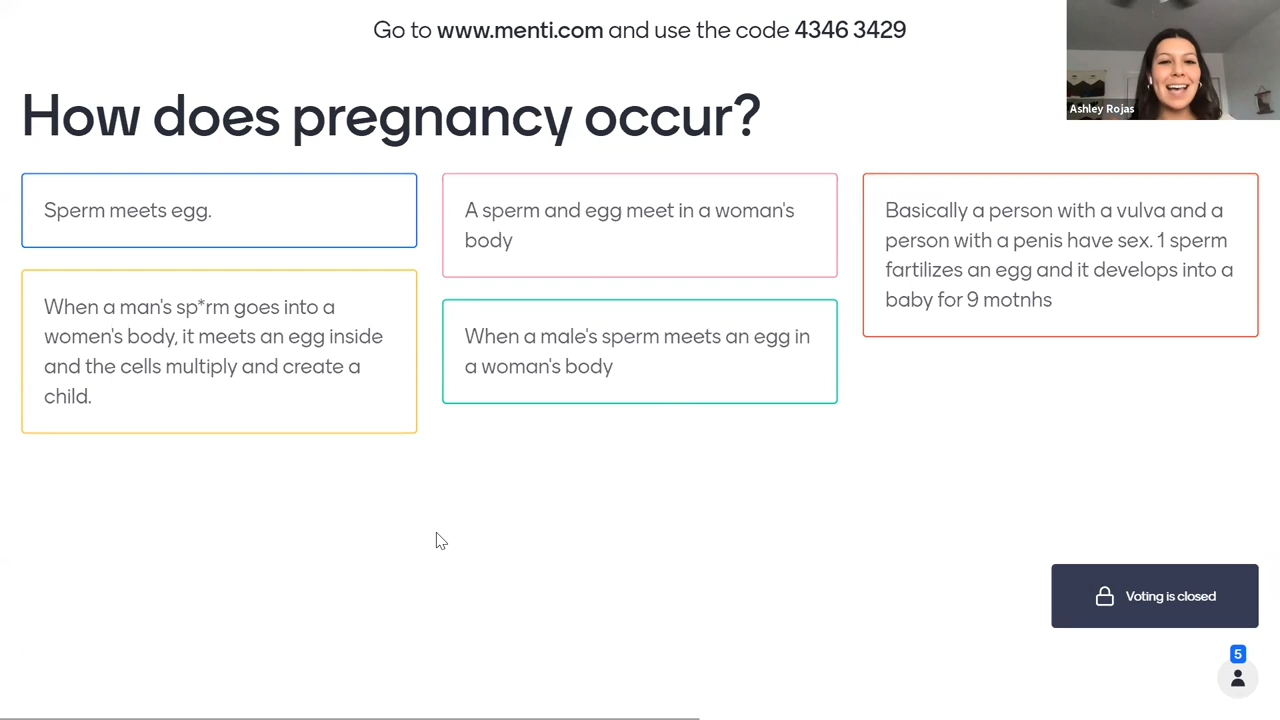 Go to www.menti.com and use the code 4346 3429
Ashley Rojas
How does pregnancy occur?
Sperm meets egg.
When a man's sp*rm goes into a
women's body, it meets an egg inside
and the cells multiply and create a
child.
A sperm and egg meet in a woman's
body
When a male's sperm meets an egg in
a woman's body
Basically a person with a vulva and a
person with a penis have sex. 1 sperm
fartilizes an egg and it develops into a
baby for 9 motnhs
Voting is closed
5